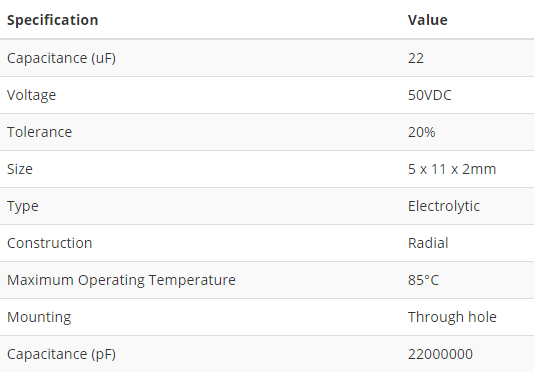 Specification Value
Capacitance (uF) 22
Voltage 50VDC
Tolerance 20%
Size 5 x 11 x 2mm
Type Electrolytic
Construction Radial
Maximum Operating Temperature 85°C
Mounting Through hole
Capacitance (pF) 22000000